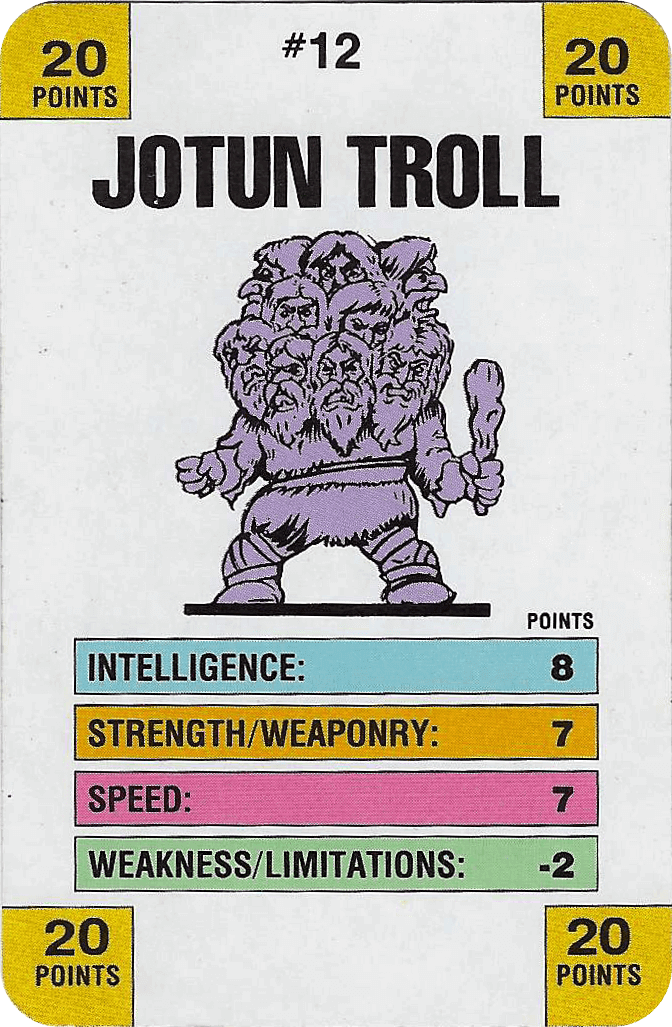 20
POINTS
#12
20
POINTS
JOTUN TROLL
POINTS
INTELLIGENCE: 8
STRENGTH/WEAPONRY: 7
SPEED: 7
WEAKNESS/LIMITATIONS: -2
20
POINTS
20
POINTS